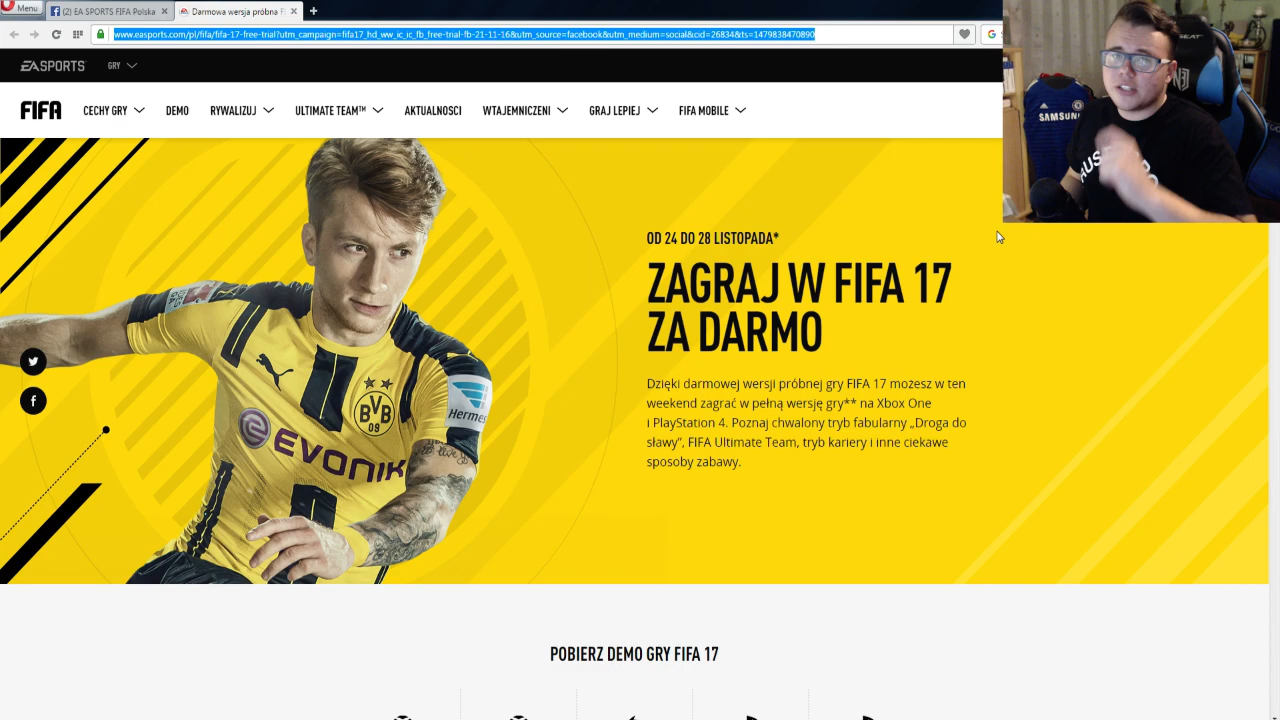 Menu
(2) EA SPORTS FIFA Polska
Darmowa wersja próbna F
www.easports.com/pl/fifa/fifa-17-free-trial?utm_campaign=fifa17_hd_ww_ic_ic_fb_free-trial-fb-21-11-16&utm_source=facebook&utm_medium=social&cid=26834&ts=1479838470890
EA SPORTS
GRY
FIFA
CECHY GRY
DEMO
RYWALIZUJ
ULTIMATE TEAM™
AKTUALNOSCI
WTAJEMNICZENI
GRAJ LEPIEJ
FIFA MOBILE
SEAT
SAMSUNG
OD 24 DO 28 LISTOPADA*
ZAGRAJ W FIFA 17
ZA DARMO
Dzięki darmowej wersji próbnej gry FIFA 17 możesz w ten
weekend zagrać w pełną wersję gry** na Xbox One
i PlayStation 4. Poznaj chwalony tryb fabularny „Droga do
sławy”, FIFA Ultimate Team, tryb kariery i inne ciekawe
sposoby zabawy.
BVB
09
Hermes
EVONIK
POBIERZ DEMO GRY FIFA 17